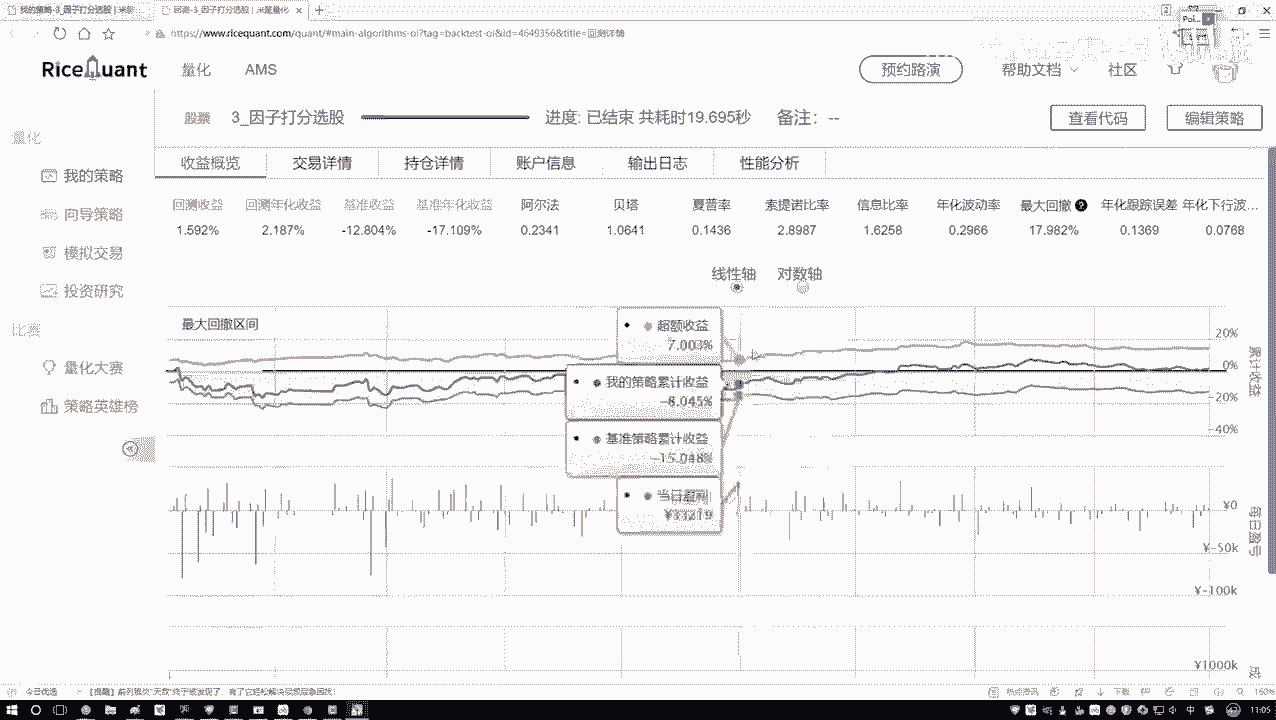 我的策略-3_因子打分选股 | 米筐
回测-3_因子打分选股 | 米筐量化
https://www.ricequant.com/quant/#main-algorithms-ol?tag=backtest-ol&id=4649356&title=回测详情
RiceQuant 量化 AMS 预约路演 帮助文档 社区
股票 3_因子打分选股 进度: 已结束 共耗时19.695秒 备注: -- 查看代码 编辑策略
量化
我的策略
向导策略
模拟交易
投资研究
比赛
量化大赛
策略英雄榜
收益概览 交易详情 持仓详情 账户信息 输出日志 性能分析
回测收益 回测年化收益 基准收益 基准年化收益 阿尔法 贝塔 夏普率 索提诺比率 信息比率 年化波动率 最大回撤 年化跟踪误差 年化下行波...
1.592% 2.187% -12.804% -17.109% 0.2341 1.0641 0.1436 2.8987 1.6258 0.2966 17.982% 0.1369 0.0768
线性轴 对数轴
最大回撤区间
超额收益
7.003%
我的策略累计收益
-8.045%
基准策略累计收益
-15.048%
当日盈利
20%
0%
-20%
-40%
累计收益
¥0
¥-50k
¥-100k
每日盈亏
¥1000k
成
今日优选
热点资讯
下载
160%
中
11:05